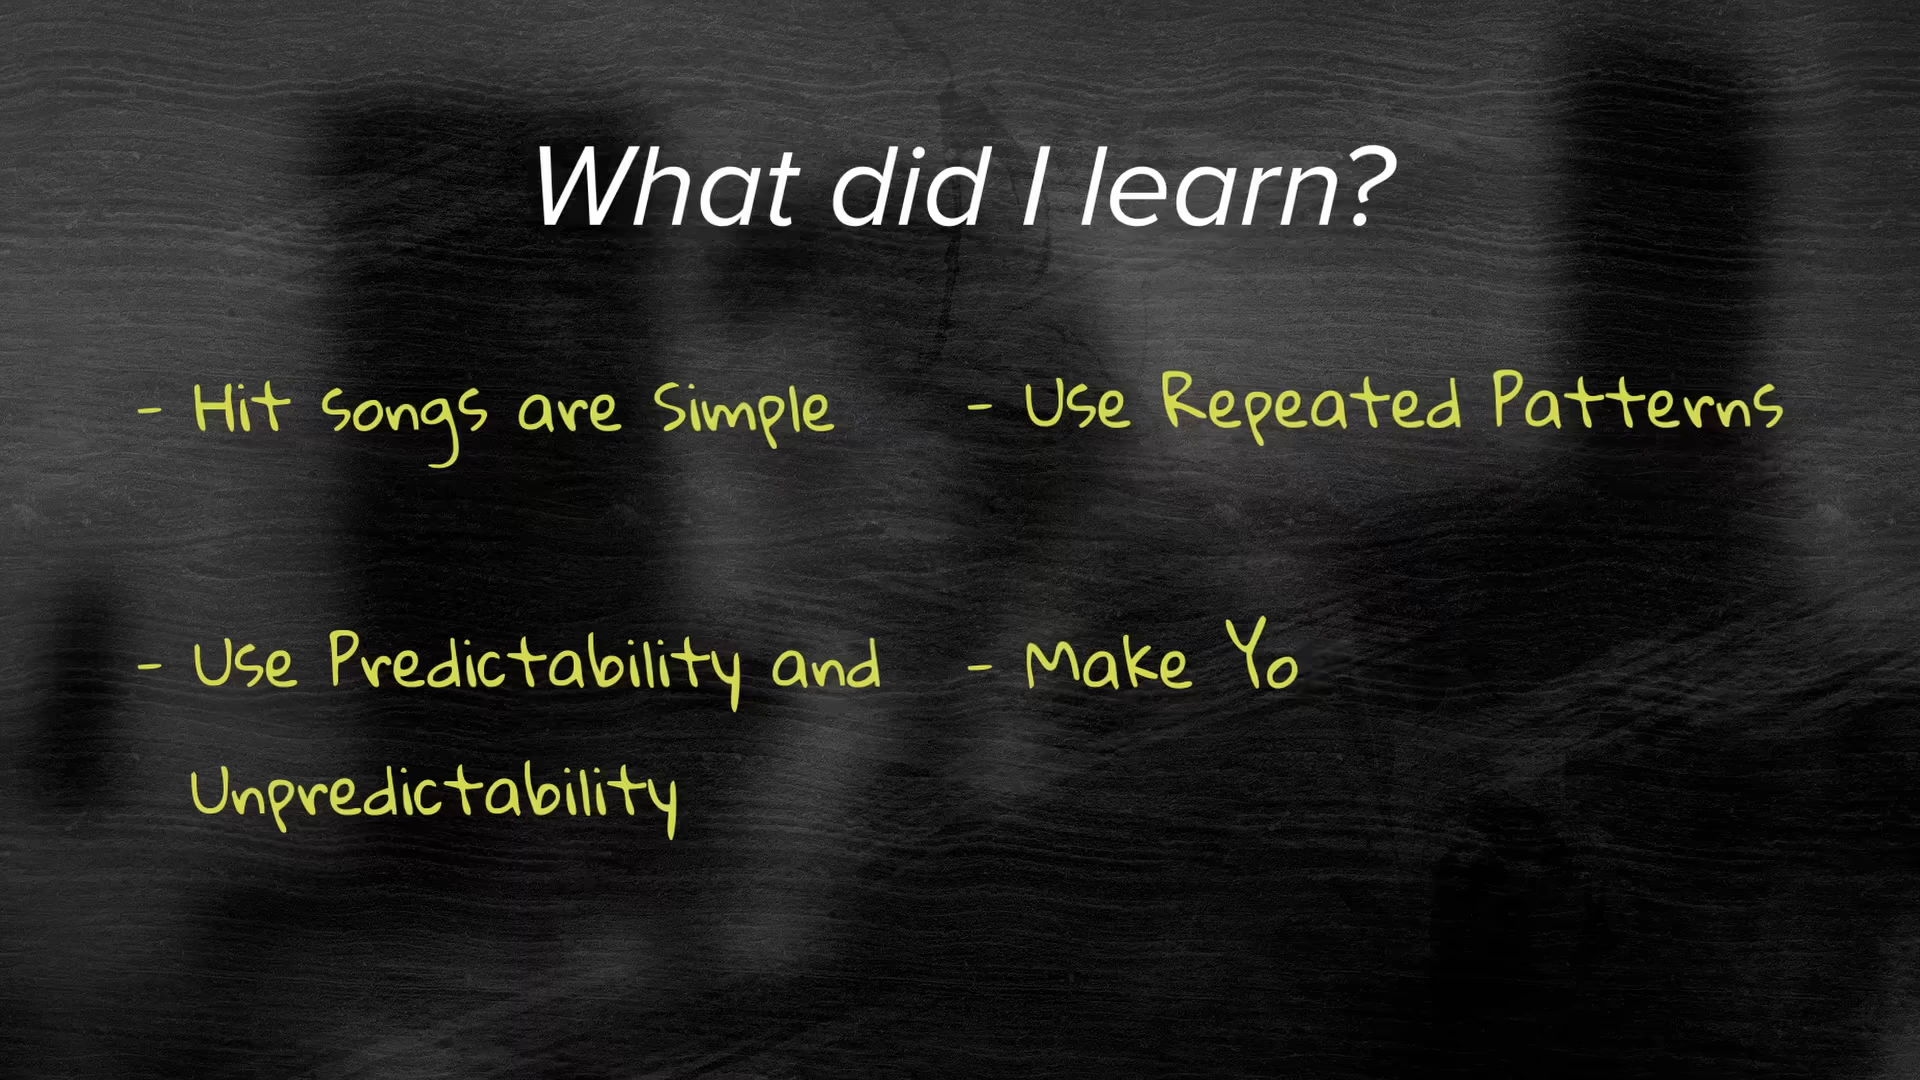 What did I learn?
- Hit songs are Simple
- Use Predictability and
Unpredictability
- Use Repeated Patterns
- Make Yo